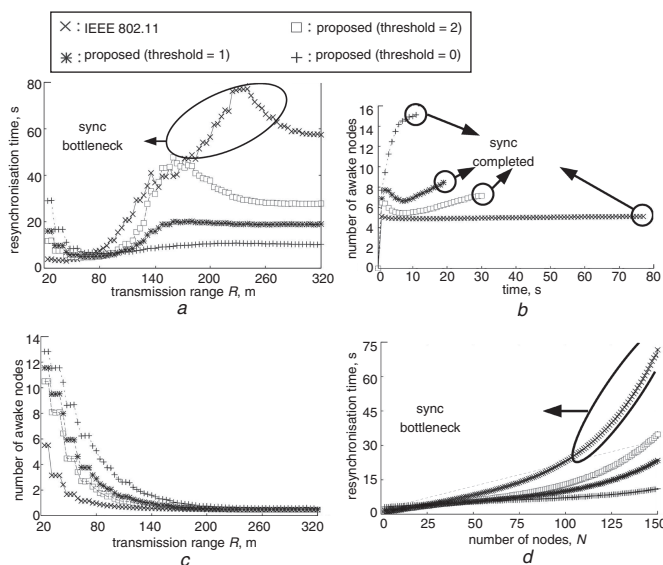 : IEEE 802.11
: proposed (threshold = 2)
: proposed (threshold = 1)
: proposed (threshold = 0)
resynchronisation time, s
80
60
40
20
0
sync
bottleneck
20 80 140 200 260 320
transmission range R, m
a
number of awake nodes
16
14
12
10
8
6
4
2
0
sync
completed
0 10 20 30 40 50 60 70 80
time, s
b
number of awake nodes
14
12
10
8
6
4
2
0
20 80 140 200 260 320
transmission range R, m
c
resynchronisation time, s
75
60
45
30
15
0
sync
bottleneck
0 25 50 75 100 125 150
number of nodes, N
d